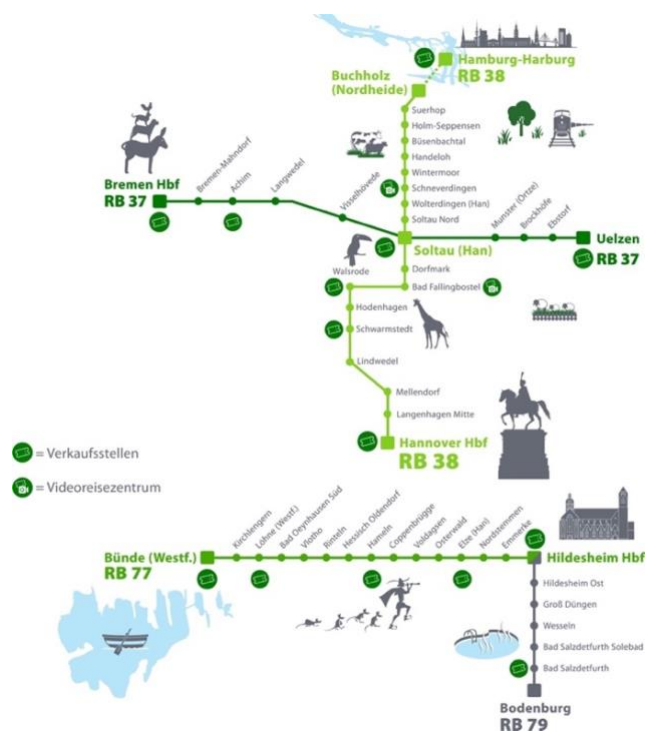 Hamburg-Harburg
RB 38
Buchholz
(Nordheide)
Suerhop
Holm-Seppensen
Büsenbachtal
Handeloh
Wintermoor
Schneverdingen
Wolterdingen (Han)
Soltau Nord
Bremen Hbf
RB 37
Bremen-Mahndorf
Achim
Langwedel
Visselhövede
Soltau (Han)
Munster (Örtze)
Brockhöfe
Ebstorf
Uelzen
RB 37
Dorfmark
Walsrode
Bad Fallingbostel
Hodenhagen
Schwarmstedt
Lindwedel
Mellendorf
Langenhagen Mitte
Hannover Hbf
RB 38
= Verkaufsstellen
= Videoreisezentrum
Bünde (Westf.)
RB 77
Kirchlengern
Löhne (Westf.)
Bad Oeynhausen Süd
Vlotho
Rinteln
Hessisch Oldendorf
Hameln
Coppenbrügge
Voldagsen
Osterwald
Elze (Han)
Nordstemmen
Emmerke
Hildesheim Hbf
Hildesheim Ost
Groß Düngen
Wesseln
Bad Salzdetfurth Solebad
Bad Salzdetfurth
Bodenburg
RB 79